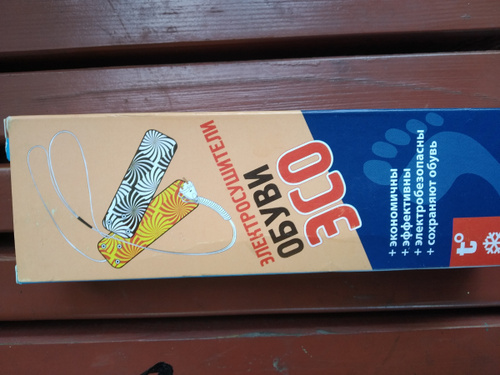 ЭЛЕКТРОСУШИТЕЛИ
ОБУВИ
ЭСО
+ экономичны
+ эффективны
+ электробезопасны
+ сохраняют обувь
t°